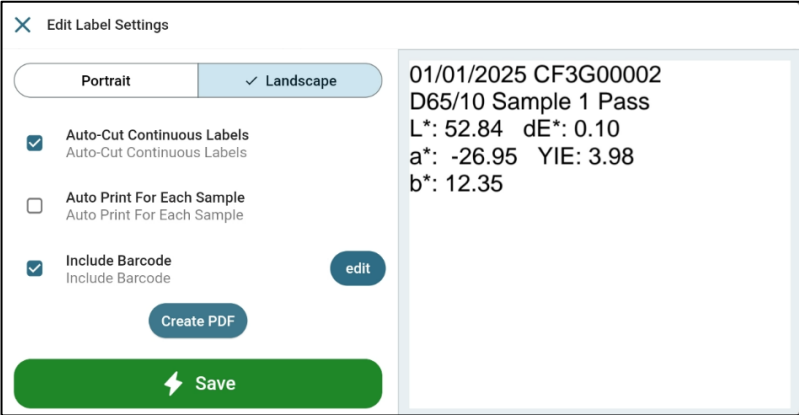 Edit Label Settings
Portrait
Landscape
Auto-Cut Continuous Labels
Auto-Cut Continuous Labels
Auto Print For Each Sample
Auto Print For Each Sample
Include Barcode
Include Barcode
edit
Create PDF
Save
01/01/2025 CF3G00002
D65/10 Sample 1 Pass
L*: 52.84 dE*: 0.10
a*: -26.95 YIE: 3.98
b*: 12.35